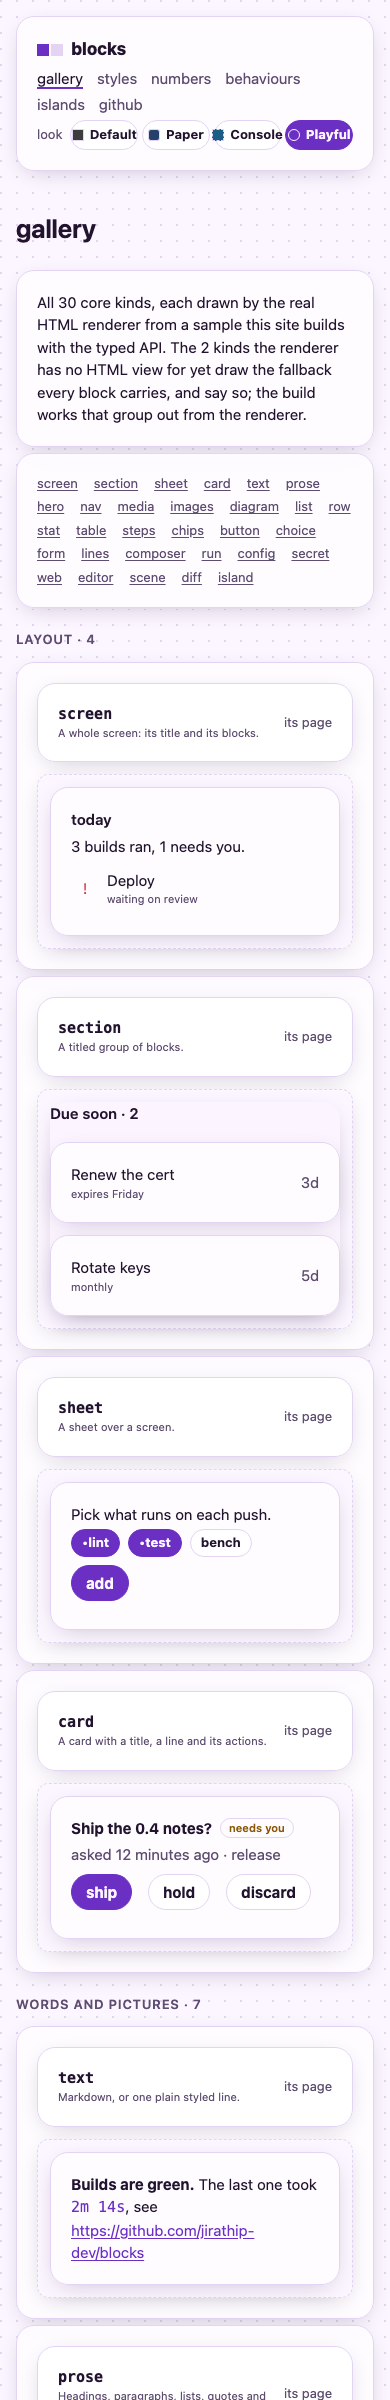 blocks
gallery styles numbers behaviours
islands github
look Default Paper Console Playful
gallery
All 30 core kinds, each drawn by the real
HTML renderer from a sample this site builds
with the typed API. The 2 kinds the renderer
has no HTML view for yet draw the fallback
every block carries, and say so; the build
works that group out from the renderer.
screen section sheet card text prose
hero nav media images diagram list row
stat table steps chips button choice
form lines composer run config secret
web editor scene diff island
LAYOUT · 4
screen
its page
A whole screen: its title and its blocks.
today
3 builds ran, 1 needs you.
! Deploy
waiting on review
section
its page
A titled group of blocks.
Due soon · 2
Renew the cert
3d
expires Friday
Rotate keys
5d
monthly
sheet
its page
A sheet over a screen.
Pick what runs on each push.
•lint •test bench
add
card
its page
A card with a title, a line and its actions.
Ship the 0.4 notes? needs you
asked 12 minutes ago · release
ship hold discard
WORDS AND PICTURES · 7
text
its page
Markdown, or one plain styled line.
Builds are green. The last one took
2m 14s, see
https://github.com/jirathip-
dev/blocks
prose
its page
Headings, paragraphs, lists, quotes and